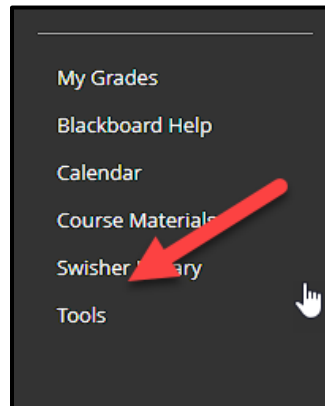 My Grades
Blackboard Help
Calendar
Course Materials
Swisher
Tools